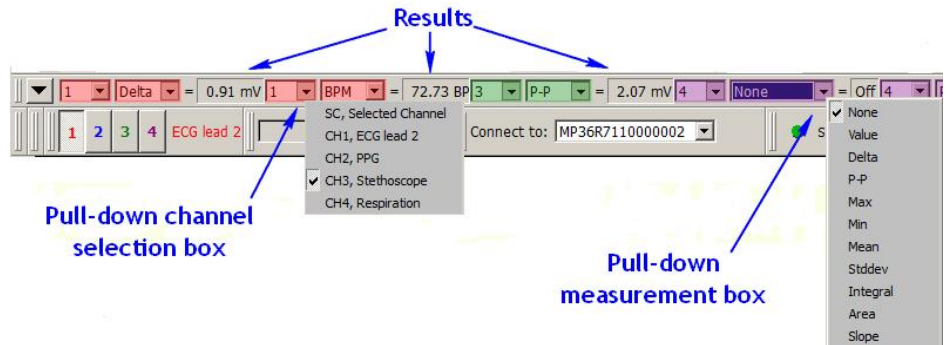 Results
1 Delta = 0.91 mV 1 BPM = 72.73 BP 3 P-P = 2.07 mV 4 None = Off 4
1 2 3 4 ECG lead 2 Connect to: MP36R7110000002 S
SC, Selected Channel
CH1, ECG lead 2
CH2, PPG
CH3, Stethoscope
CH4, Respiration
None
Value
Delta
P-P
Max
Min
Mean
Stddev
Integral
Area
Slope
Pull-down channel
selection box
Pull-down
measurement box